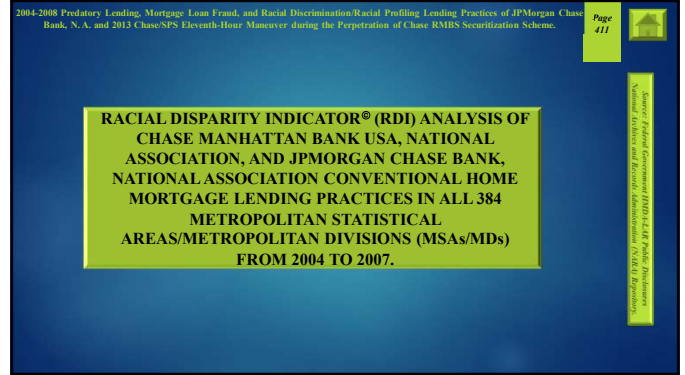 2004-2008 Predatory Lending, Mortgage Loan Fraud, and Racial Discrimination/Racial Profiling Lending Practices of JPMorgan Chase
Bank, N. A. and 2013 Chase/SPS Eleventh-Hour Maneuver during the Perpetration of Chase RMBS Securitization Scheme.
Page
411
RACIAL DISPARITY INDICATOR© (RDI) ANALYSIS OF
CHASE MANHATTAN BANK USA, NATIONAL
ASSOCIATION, AND JPMORGAN CHASE BANK,
NATIONAL ASSOCIATION CONVENTIONAL HOME
MORTGAGE LENDING PRACTICES IN ALL 384
METROPOLITAN STATISTICAL
AREAS/METROPOLITAN DIVISIONS (MSAs/MDs)
FROM 2004 TO 2007.
Source: Federal Government HMDA-LAR Public Disclosures
National Archives and Records Administration (NARA) Repository.